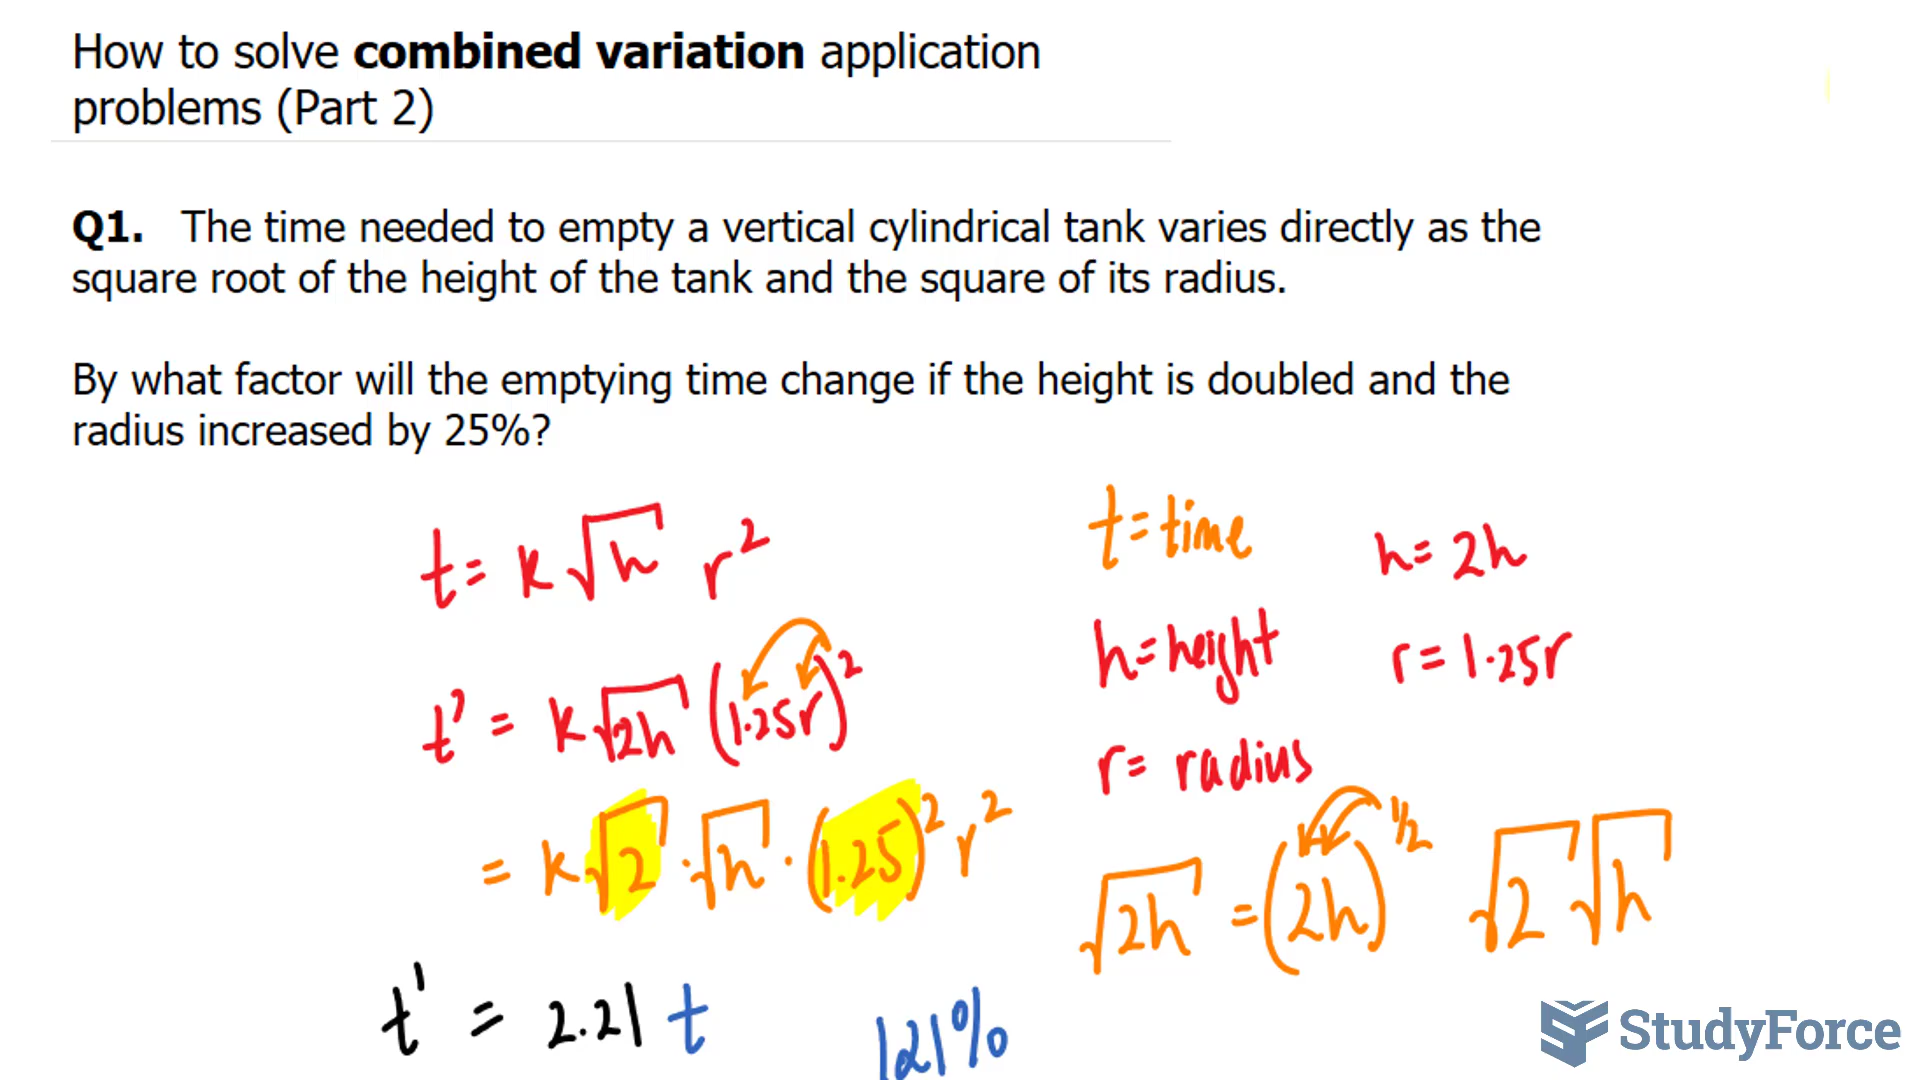 How to solve combined variation application
problems (Part 2)
Q1. The time needed to empty a vertical cylindrical tank varies directly as the
square root of the height of the tank and the square of its radius.
By what factor will the emptying time change if the height is doubled and the
radius increased by 25%?
t = k√h r²
t' = k√2h (1.25r)²
= k√2 · √h · (1.25)² r²
t' = 2.21 t
121%
t = time
h = height
r = radius
h = 2h
r = 1.25r
√2h = (2h)^1/2 √2 √h
StudyForce